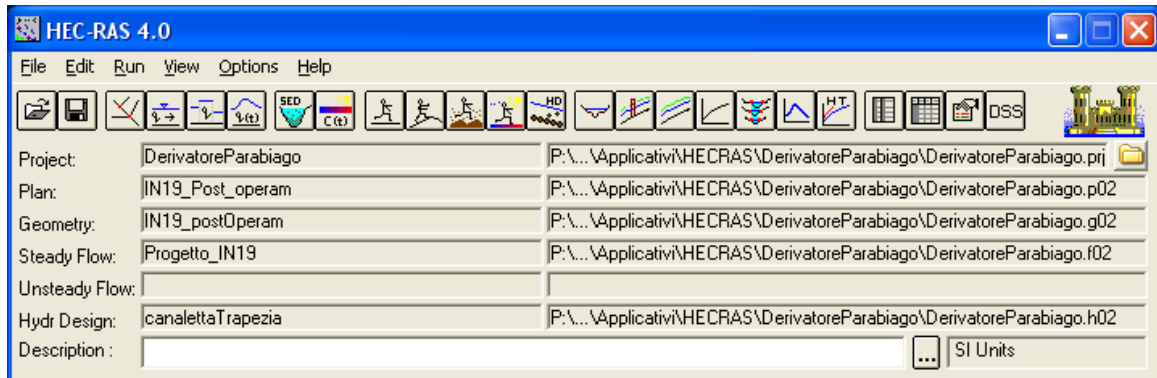 HEC-RAS 4.0
File Edit Run View Options Help
SED C(t) HD HT DSS
Project: DerivatoreParabiago P:\...\Applicativi\HECRAS\DerivatoreParabiago\DerivatoreParabiago.prj
Plan: IN19_Post_operam P:\...\Applicativi\HECRAS\DerivatoreParabiago\DerivatoreParabiago.p02
Geometry: IN19_postOperam P:\...\Applicativi\HECRAS\DerivatoreParabiago\DerivatoreParabiago.g02
Steady Flow: Progetto_IN19 P:\...\Applicativi\HECRAS\DerivatoreParabiago\DerivatoreParabiago.f02
Unsteady Flow:
Hydr Design: canalettaTrapezia P:\...\Applicativi\HECRAS\DerivatoreParabiago\DerivatoreParabiago.h02
Description : ... SI Units